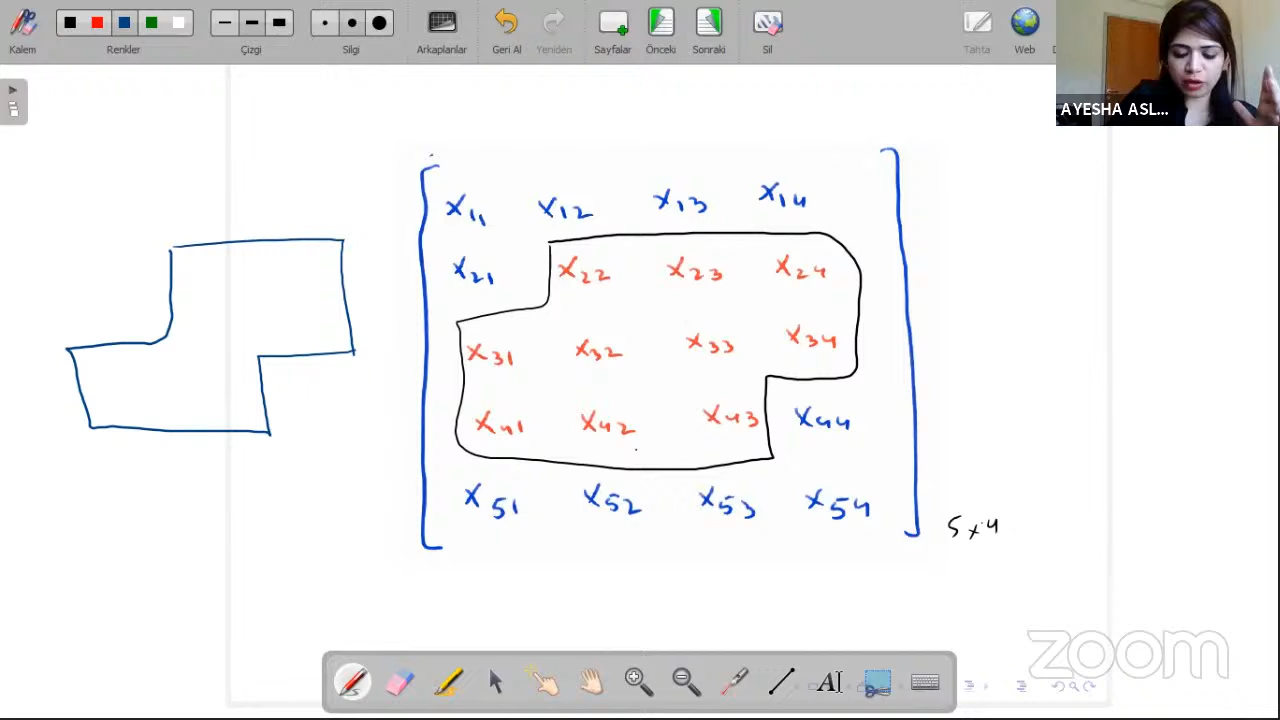 Kalem
Renkler
Çizgi
Silgi
Arkaplanlar
Geri Al
Yeniden
Sayfalar
Önceki
Sonraki
Sil
Tahta
Web
AYESHA ASL...
x11 x12 x13 x14
x21 x22 x23 x24
x31 x32 x33 x34
x41 x42 x43 x44
x51 x52 x53 x54
5x4
zoom